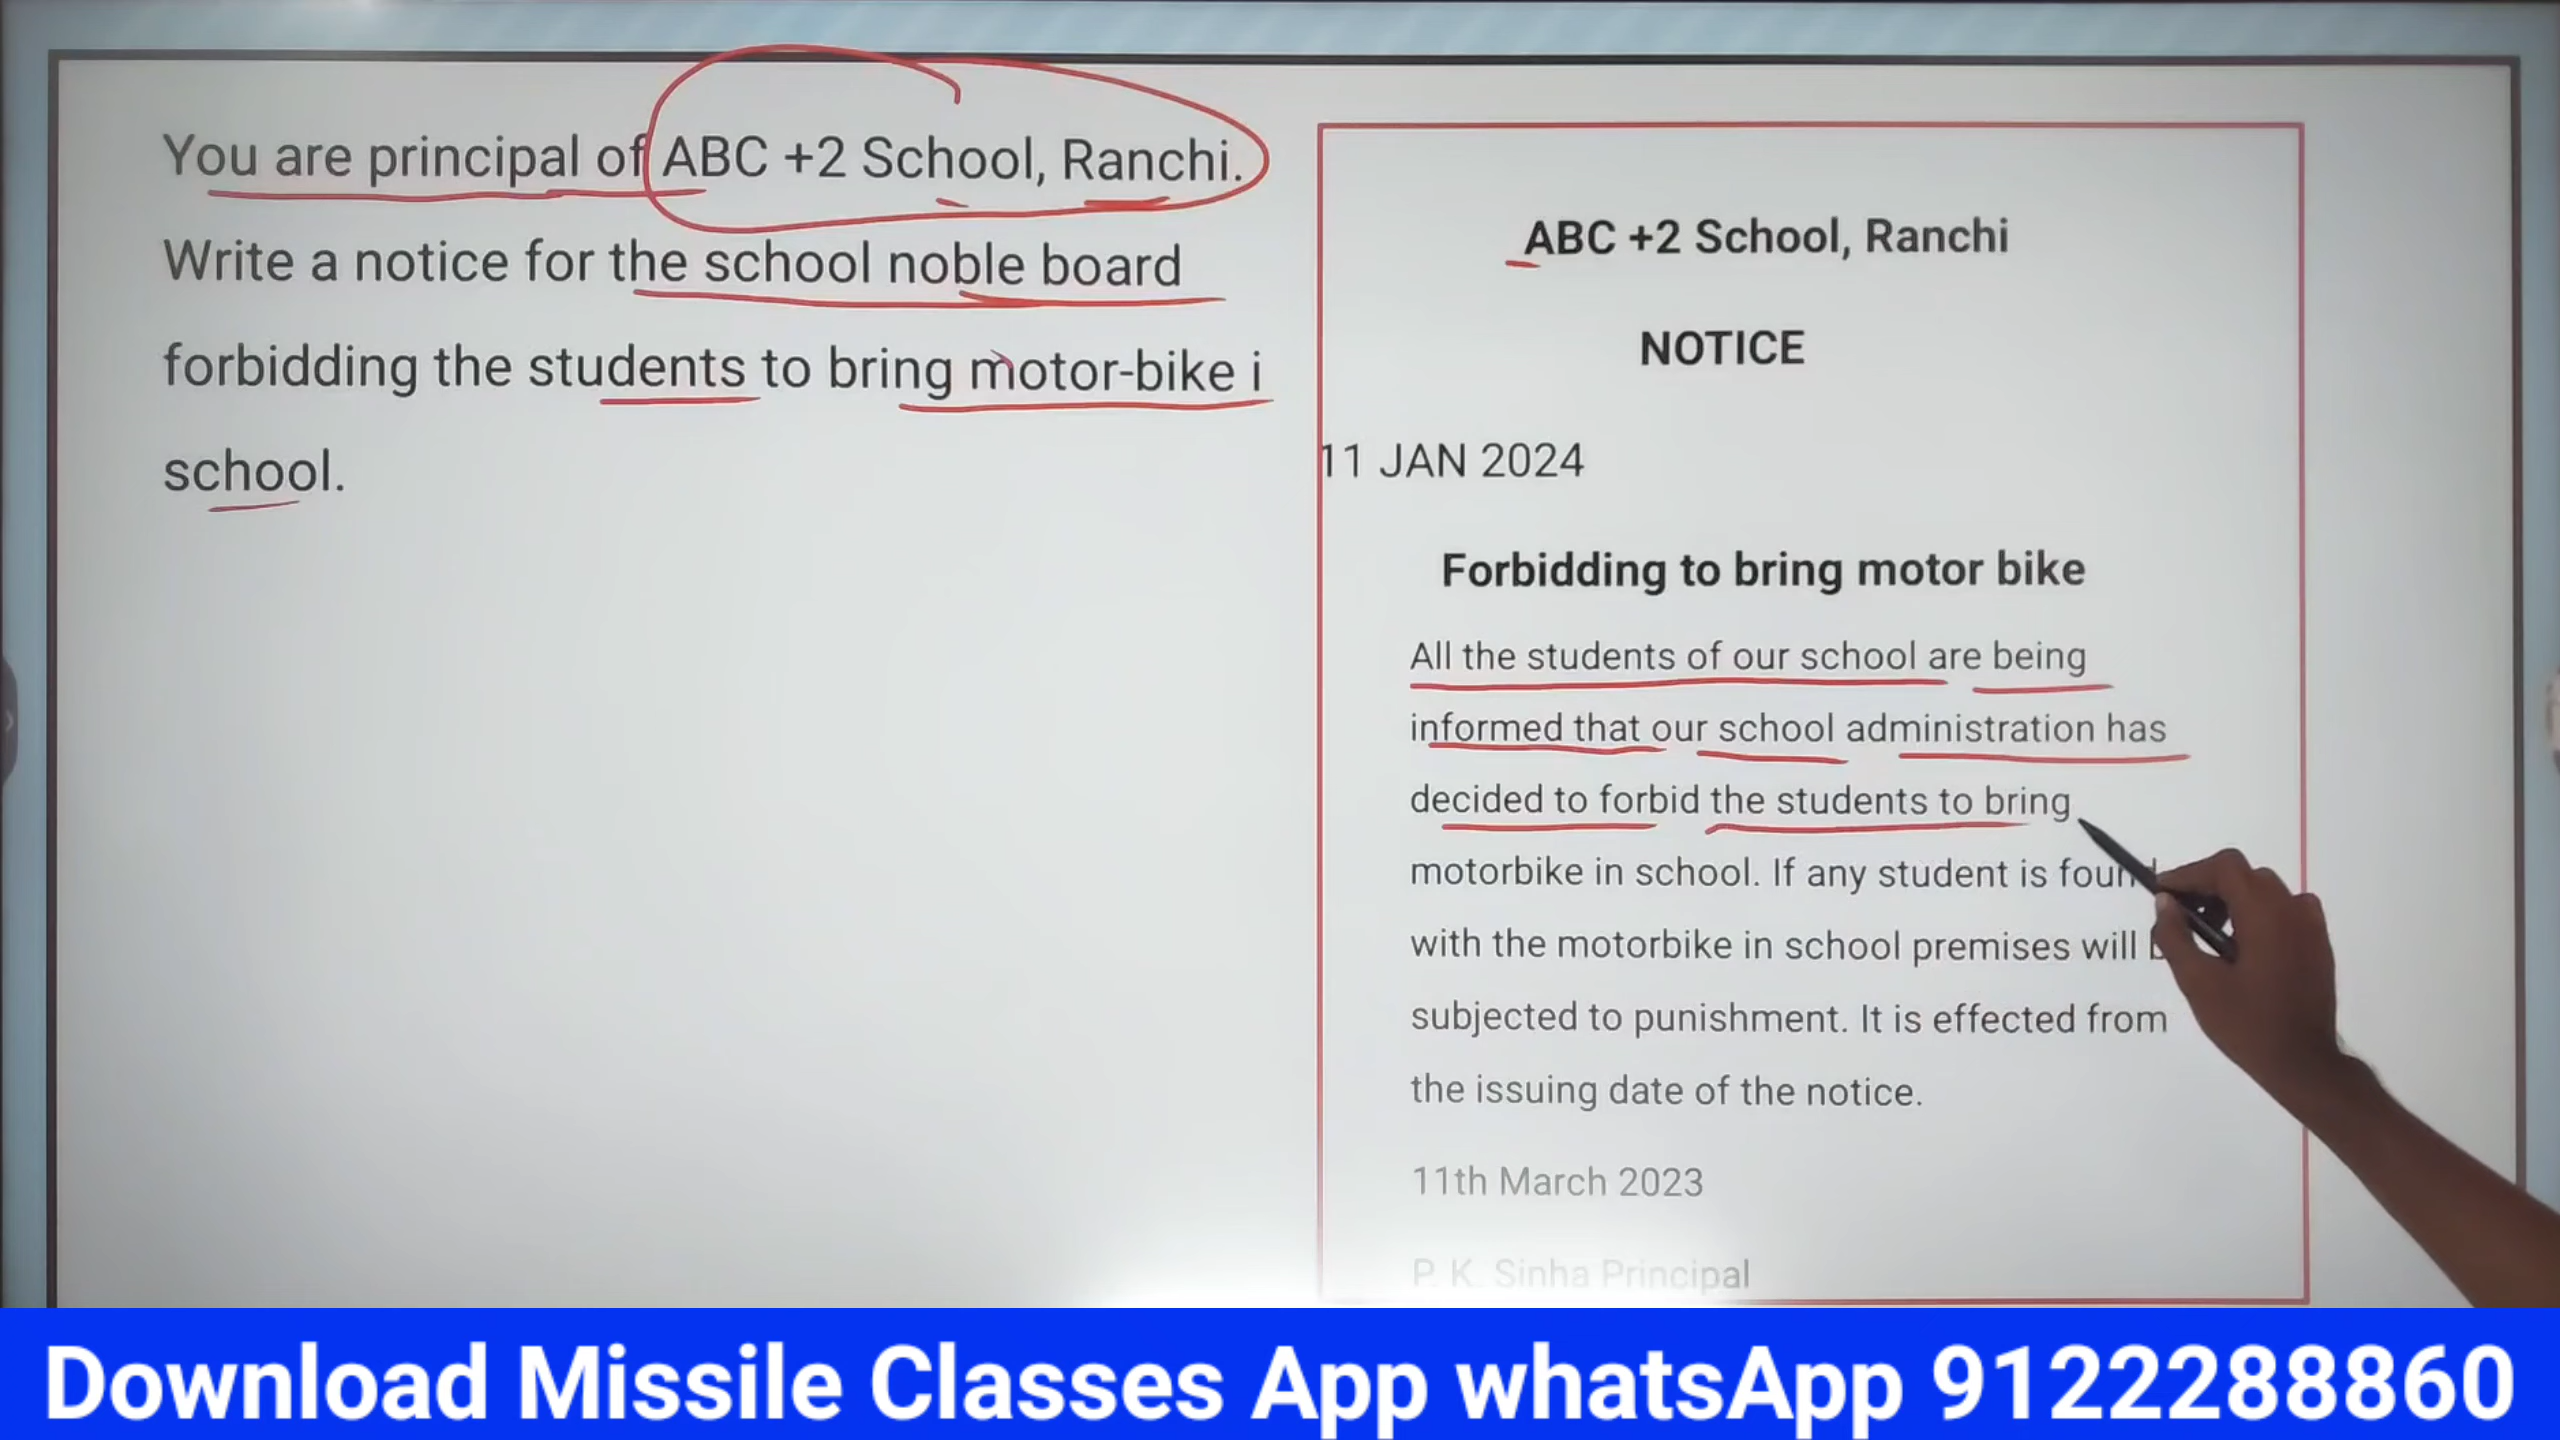 You are principal of ABC +2 School, Ranchi.
Write a notice for the school noble board
forbidding the students to bring motor-bike i
school.
ABC +2 School, Ranchi
NOTICE
11 JAN 2024
Forbidding to bring motor bike
All the students of our school are being
informed that our school administration has
decided to forbid the students to bring
motorbike in school. If any student is
with the motorbike in school premises will
subjected to punishment. It is effected from
the issuing date of the notice.
11th March 2023
P. K. Sinha Principal
Download Missile Classes App whatsApp 9122288860